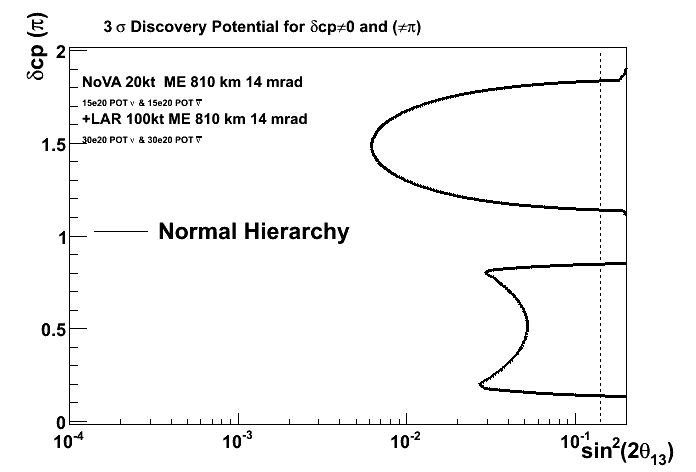 3 σ Discovery Potential for δcp≠0 and (≠π)
δcp (π)
2
NoVA 20kt ME 810 km 14 mrad
15e20 POT ν & 15e20 POT ν̅
+LAR 100kt ME 810 km 14 mrad
30e20 POT ν & 30e20 POT ν̅
1.5
1
Normal Hierarchy
0.5
0
10⁻⁴ 10⁻³ 10⁻² 10⁻¹
sin²(2θ₁₃)